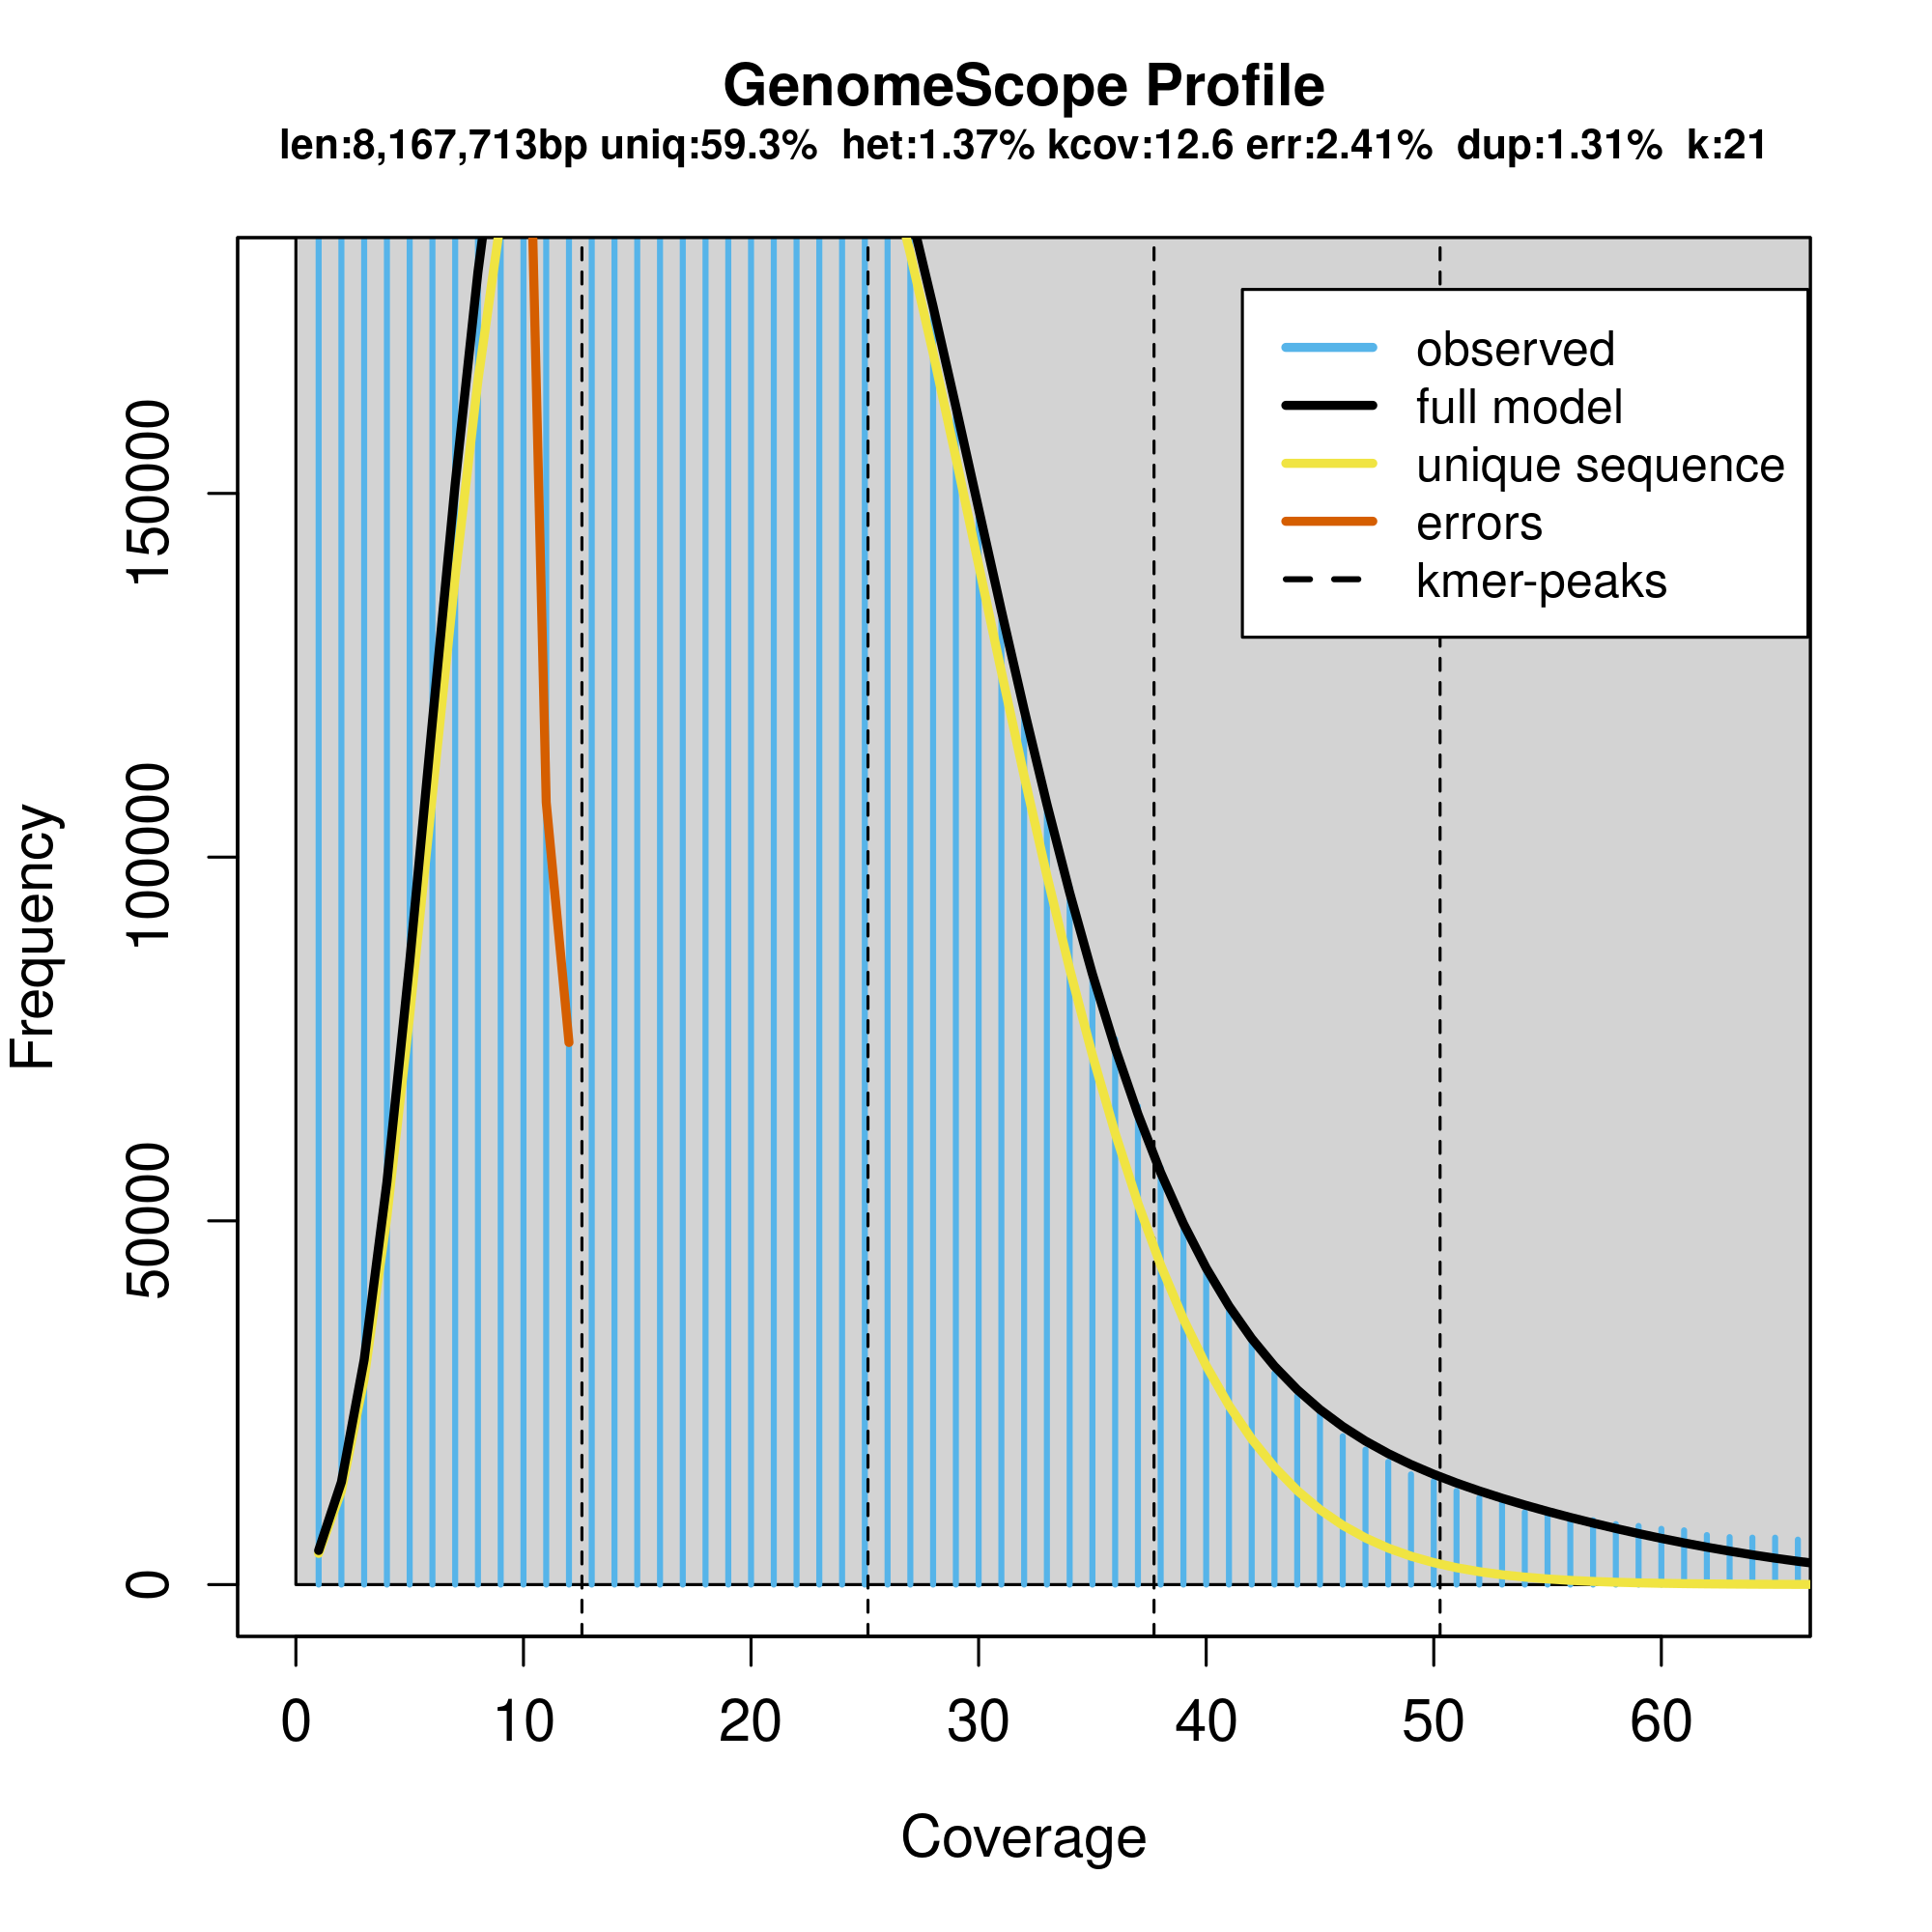 GenomeScope Profile
len:8,167,713bp uniq:59.3% het:1.37% kcov:12.6 err:2.41% dup:1.31% k:21
observed
full model
unique sequence
errors
kmer-peaks
Frequency
150000
100000
50000
0
0 10 20 30 40 50 60
Coverage